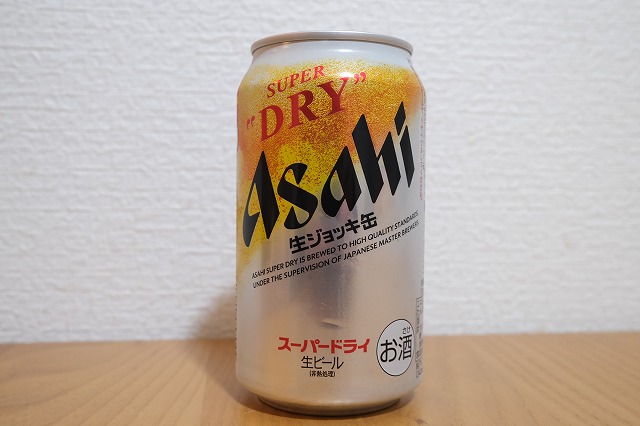 SUPER
"DRY"
Asahi
生ジョッキ缶
ASAHI SUPER DRY IS BREWED TO HIGH QUALITY STANDARDS
UNDER THE SUPERVISION OF JAPANESE MASTER BREWERS.
スーパードライ
生ビール
(非熱処理)
さけ
お酒